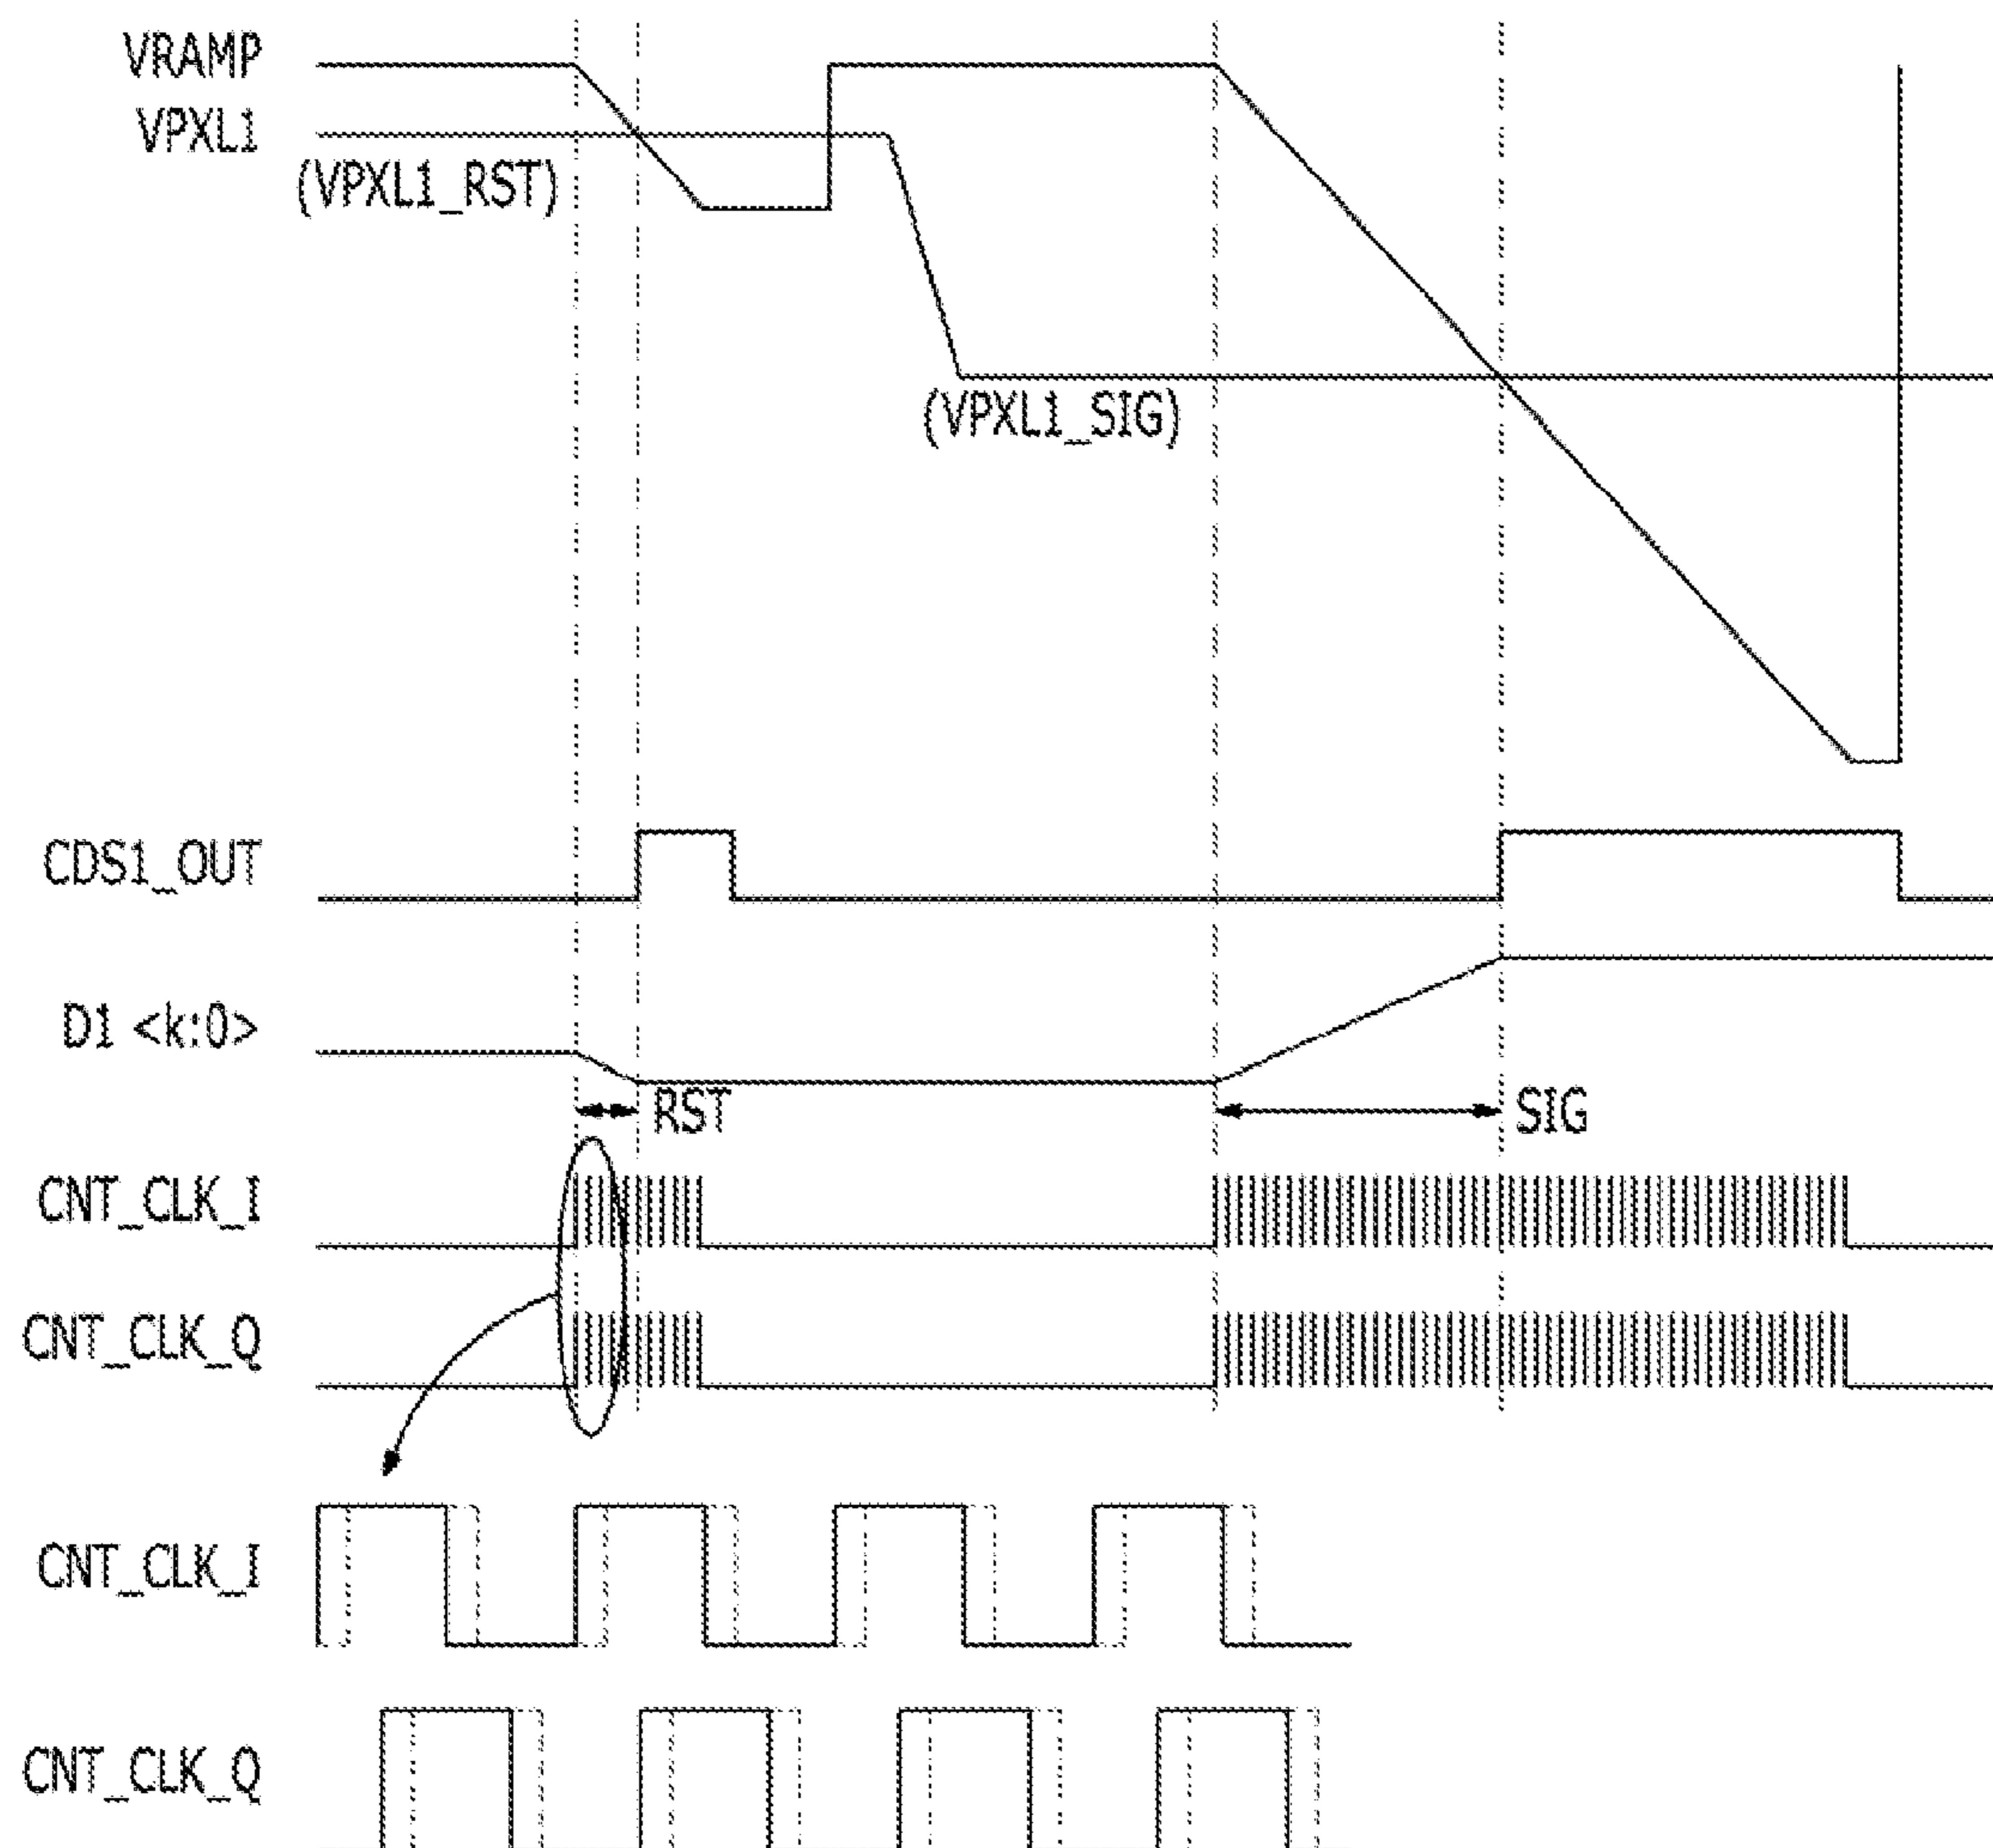 VRAMP
VPXL1
(VPXL1_RST)
(VPXL1_SIG)
CDS1_OUT
D1 <k:0>
RST
SIG
CNT_CLK_I
CNT_CLK_Q
CNT_CLK_I
CNT_CLK_Q